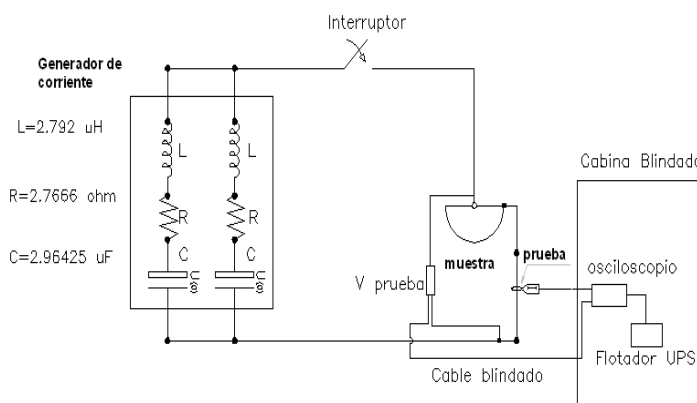 Interruptor
Generador de
corriente
L=2.792 uH
L
L
Cabina Blindado
R=2.7666 ohm
R
R
C=2.96425 uF
C
C
V prueba
muestra
prueba
osciloscopio
Flotador UPS
Cable blindado